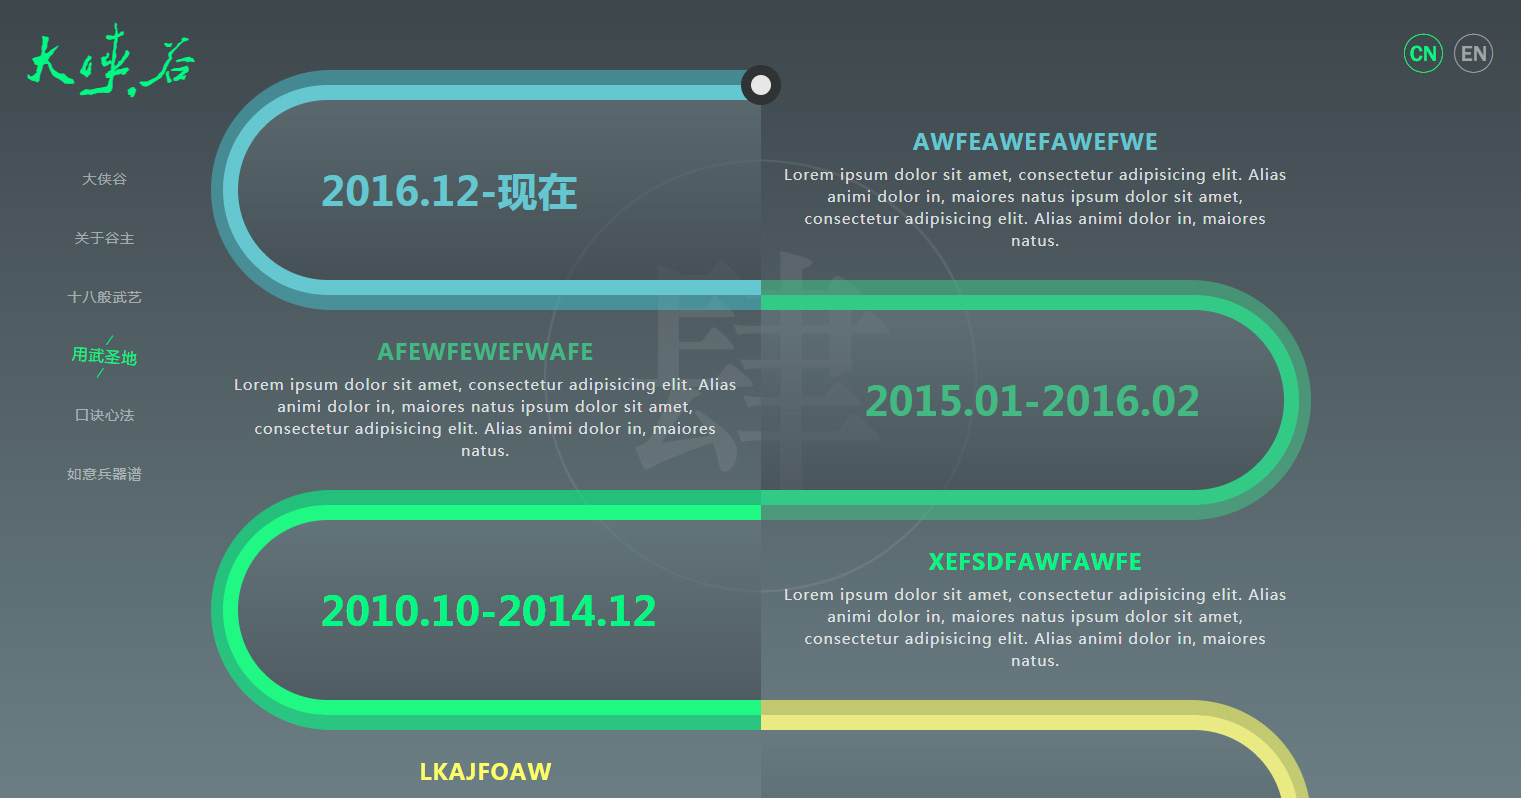 大侠谷
CN EN
大侠谷
关于谷主
十八般武艺
用武圣地
口诀心法
如意兵器谱
2016.12-现在
AWFEAWEFAWEFWE
Lorem ipsum dolor sit amet, consectetur adipisicing elit. Alias
animi dolor in, maiores natus ipsum dolor sit amet,
consectetur adipisicing elit. Alias animi dolor in, maiores
natus.
肆
AFEWFEWEFWAFE
Lorem ipsum dolor sit amet, consectetur adipisicing elit. Alias
animi dolor in, maiores natus ipsum dolor sit amet,
consectetur adipisicing elit. Alias animi dolor in, maiores
natus.
2015.01-2016.02
2010.10-2014.12
XEFSDFAWFAWFE
Lorem ipsum dolor sit amet, consectetur adipisicing elit. Alias
animi dolor in, maiores natus ipsum dolor sit amet,
consectetur adipisicing elit. Alias animi dolor in, maiores
natus.
LKAJFOAW